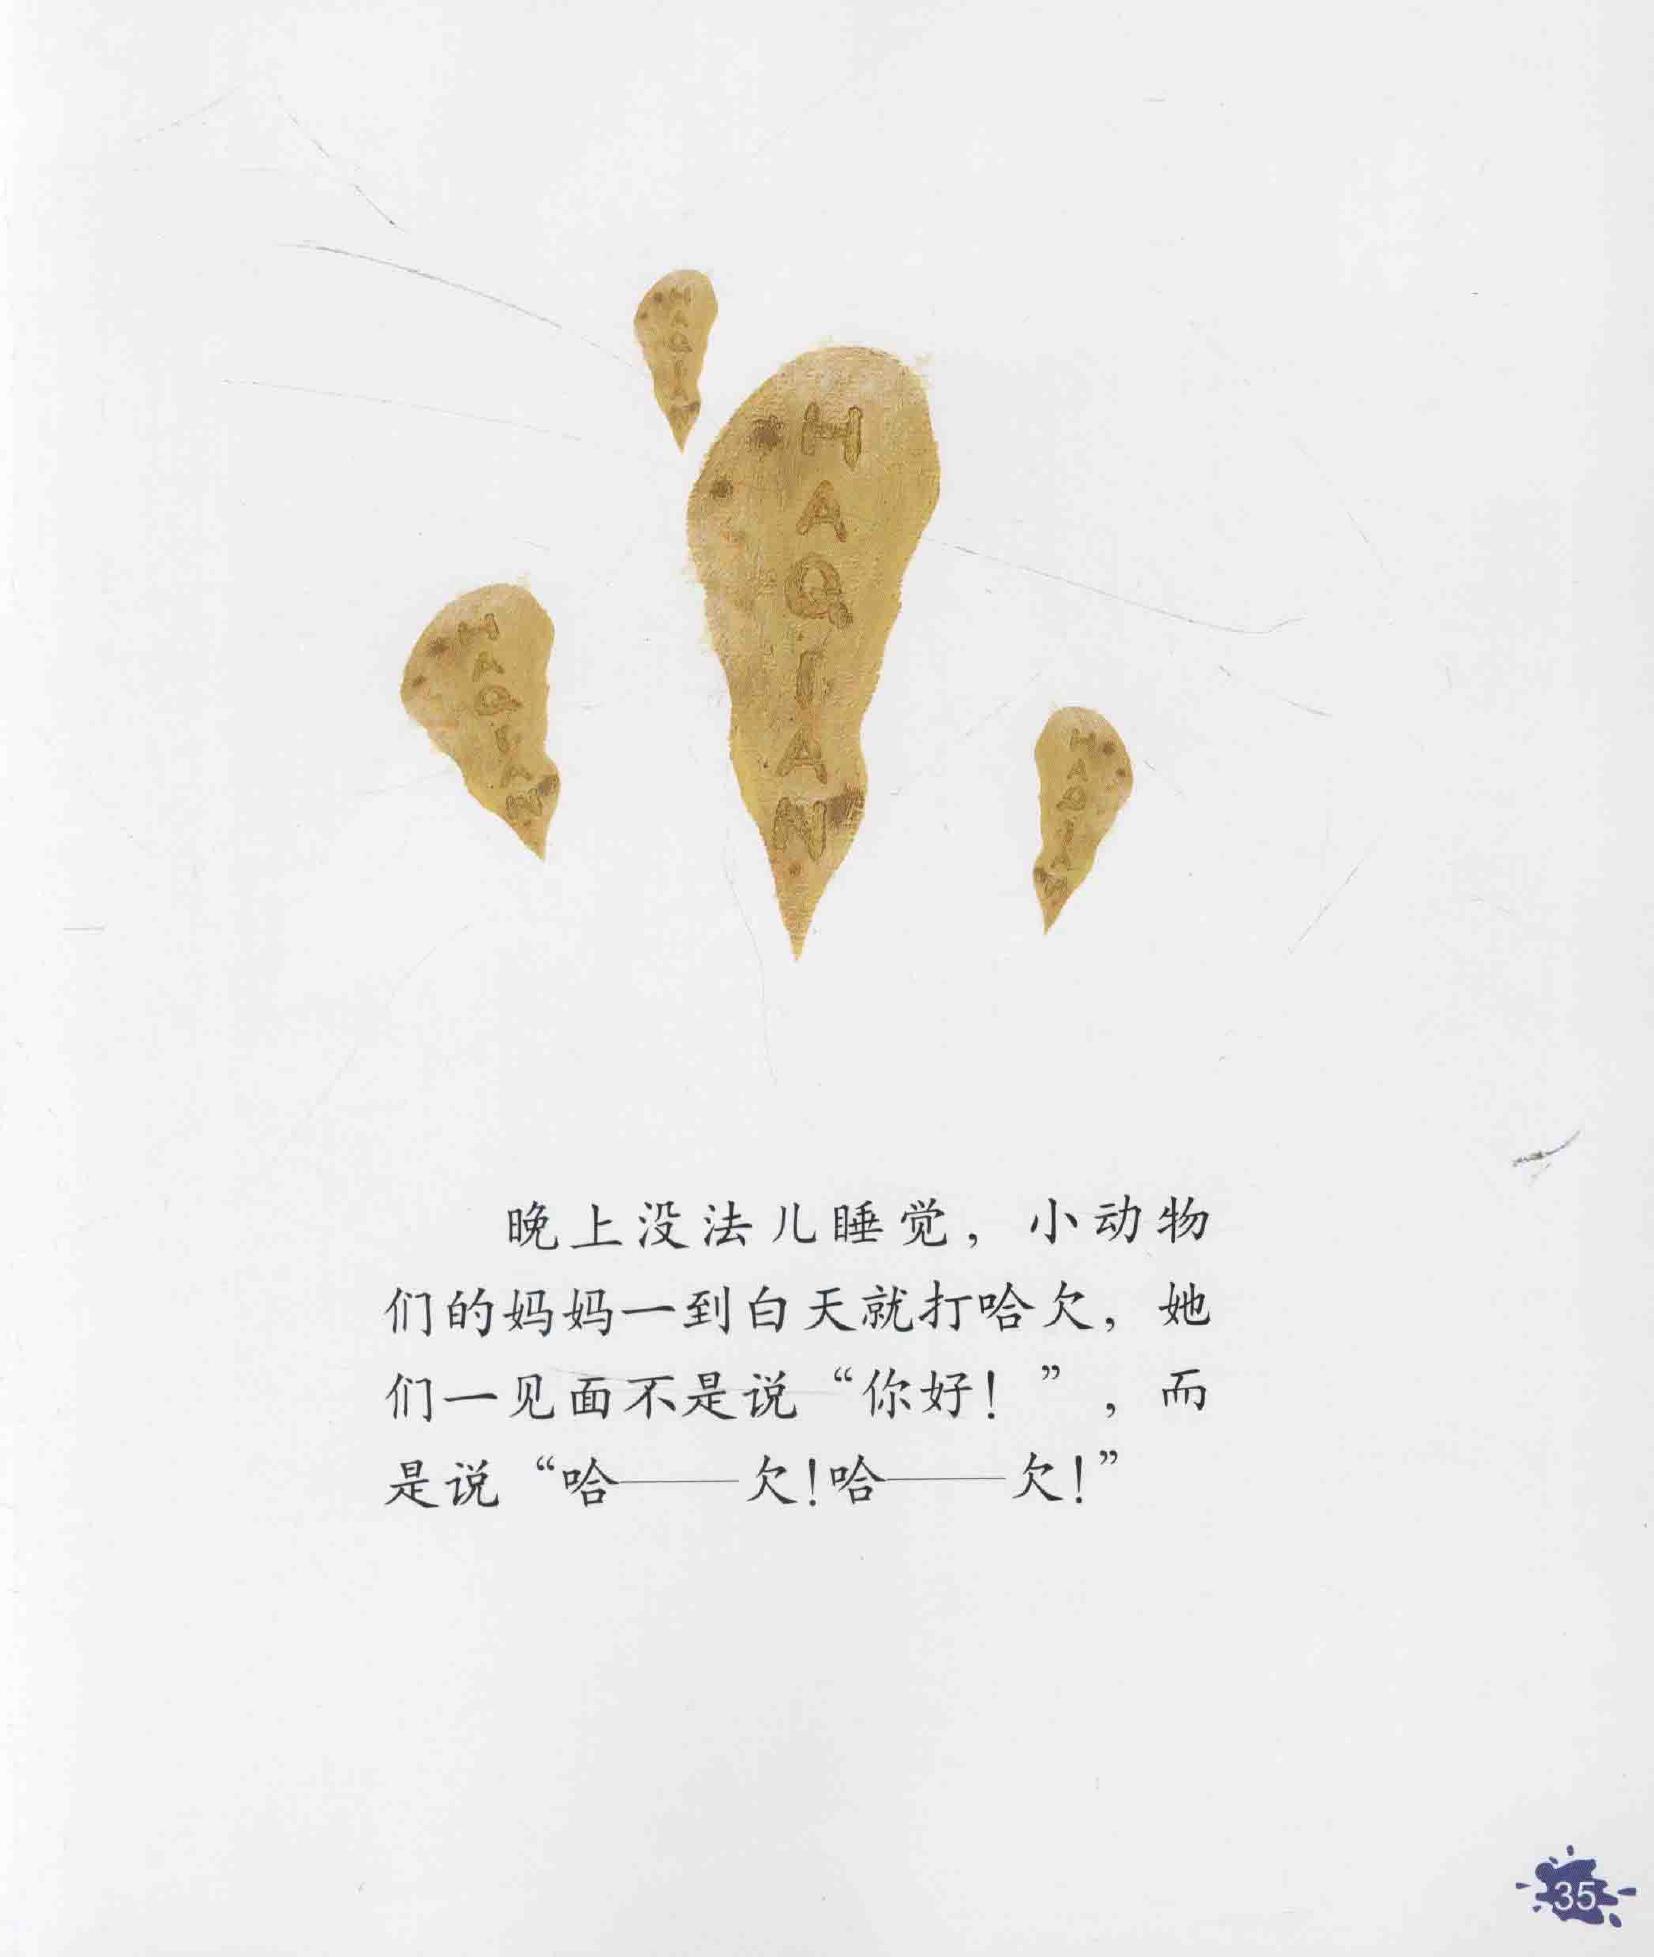 HAQIAN
HAQIAN
HAQIAN
HAQIAN
晚上没法儿睡觉，小动物
们的妈妈一到白天就打哈欠，她
们一见面不是说“你好！”，而
是说“哈——欠！哈——欠！”
35